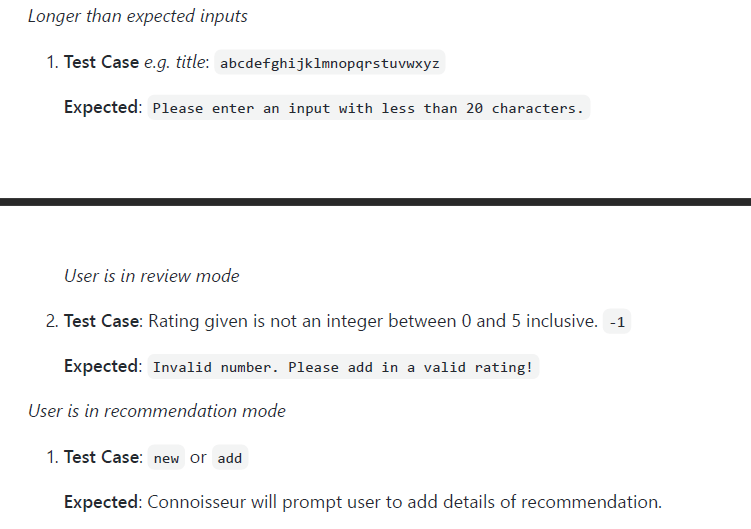 Longer than expected inputs
1. Test Case e.g. title: abcdefghijklmnopqrstuvwxyz
Expected: Please enter an input with less than 20 characters.
User is in review mode
2. Test Case: Rating given is not an integer between 0 and 5 inclusive. -1
Expected: Invalid number. Please add in a valid rating!
User is in recommendation mode
1. Test Case: new or add
Expected: Connoisseur will prompt user to add details of recommendation.